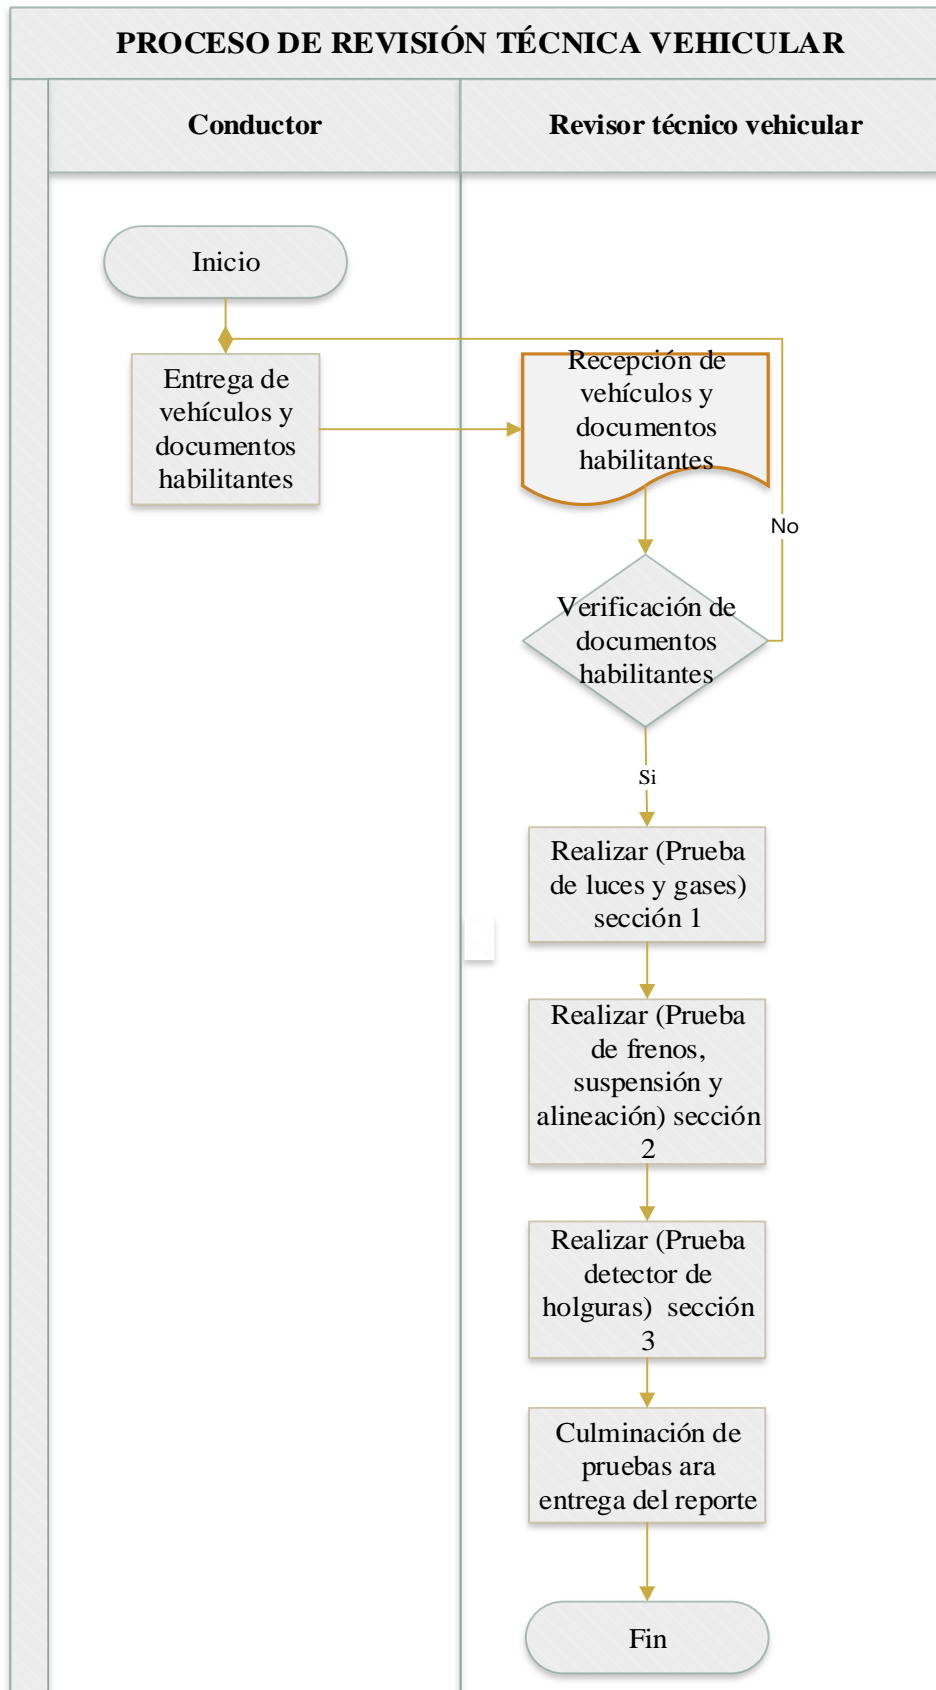 PROCESO DE REVISIÓN TÉCNICA VEHICULAR
Conductor
Revisor técnico vehicular
Inicio
Entrega de
vehículos y
documentos
habilitantes
Recepción de
vehículos y
documentos
habilitantes
No
Verificación de
documentos
habilitantes
Si
Realizar (Prueba
de luces y gases)
sección 1
Realizar (Prueba
de frenos,
suspensión y
alineación) sección
2
Realizar (Prueba
detector de
holguras)  sección
3
Culminación de
pruebas ara
entrega del reporte
Fin